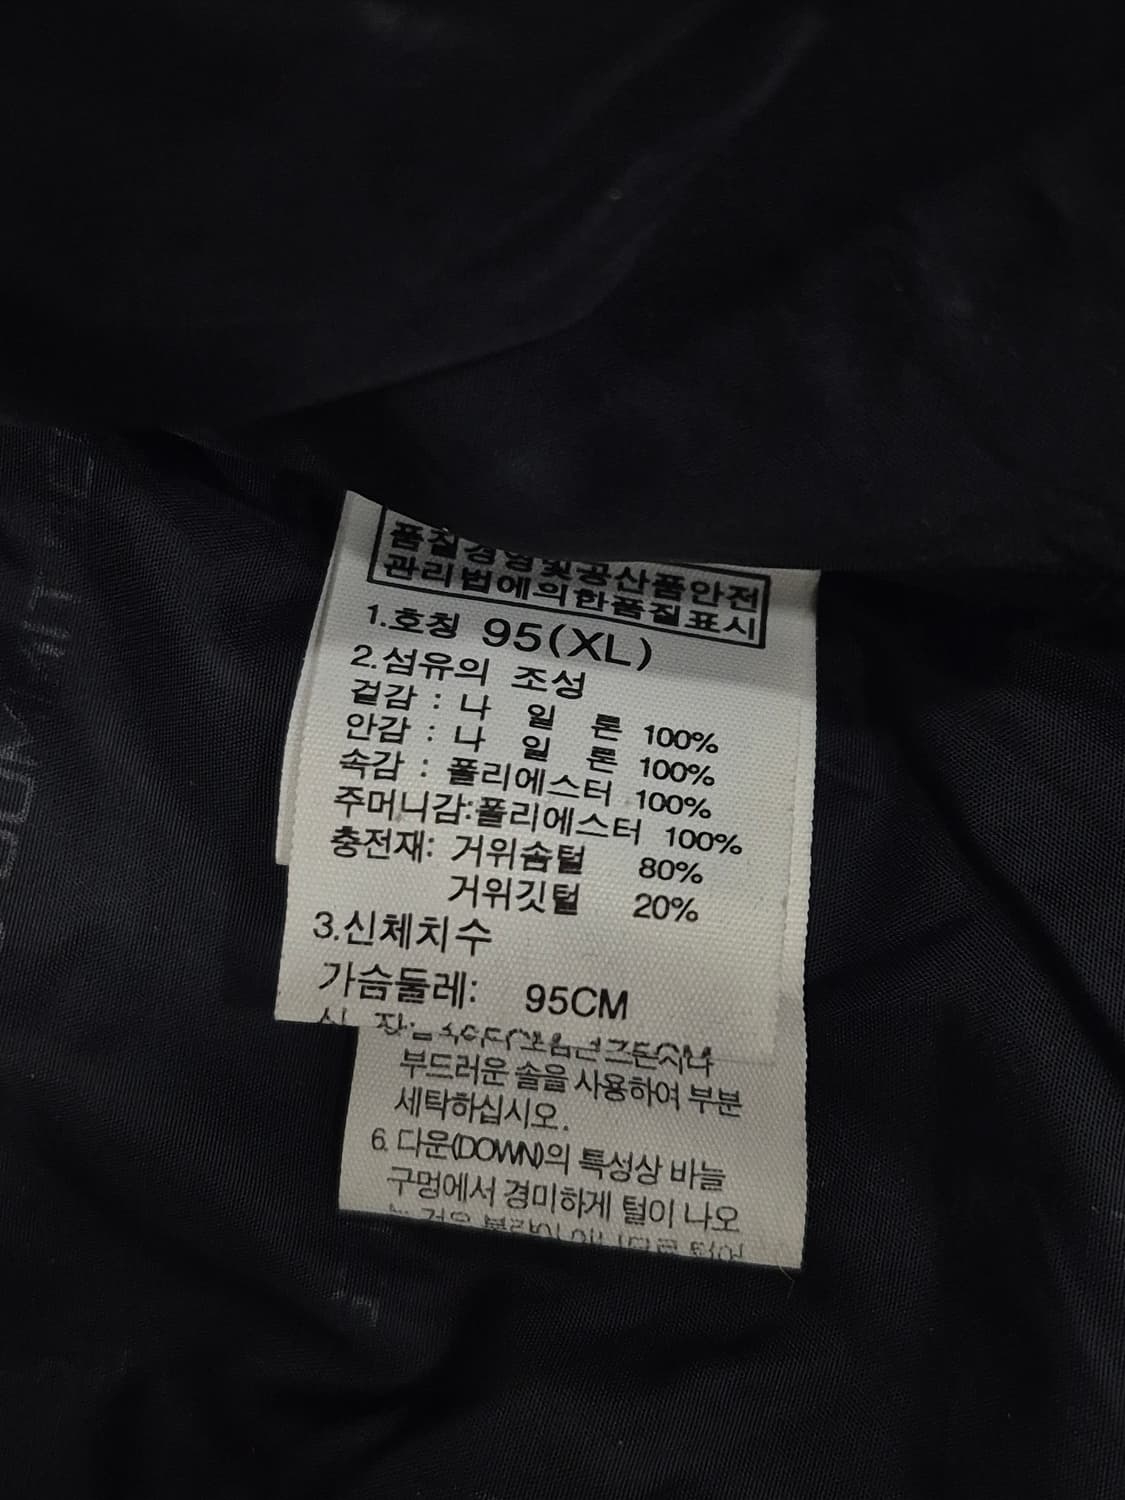 품질경영및공산품안전
관리법에의한품질표시
1.호칭 95(XL)
2.섬유의 조성
겉감 : 나 일 론 100%
안감 : 나 일 론 100%
속감 : 폴리에스터 100%
주머니감:폴리에스터 100%
충전재: 거위솜털 80%
거위깃털 20%
3.신체치수
가슴둘레: 95CM
부드러운 솔을 사용하여 부분
세탁하십시오.
6. 다운(DOWN)의 특성상 바늘
구멍에서 경미하게 털이 나오